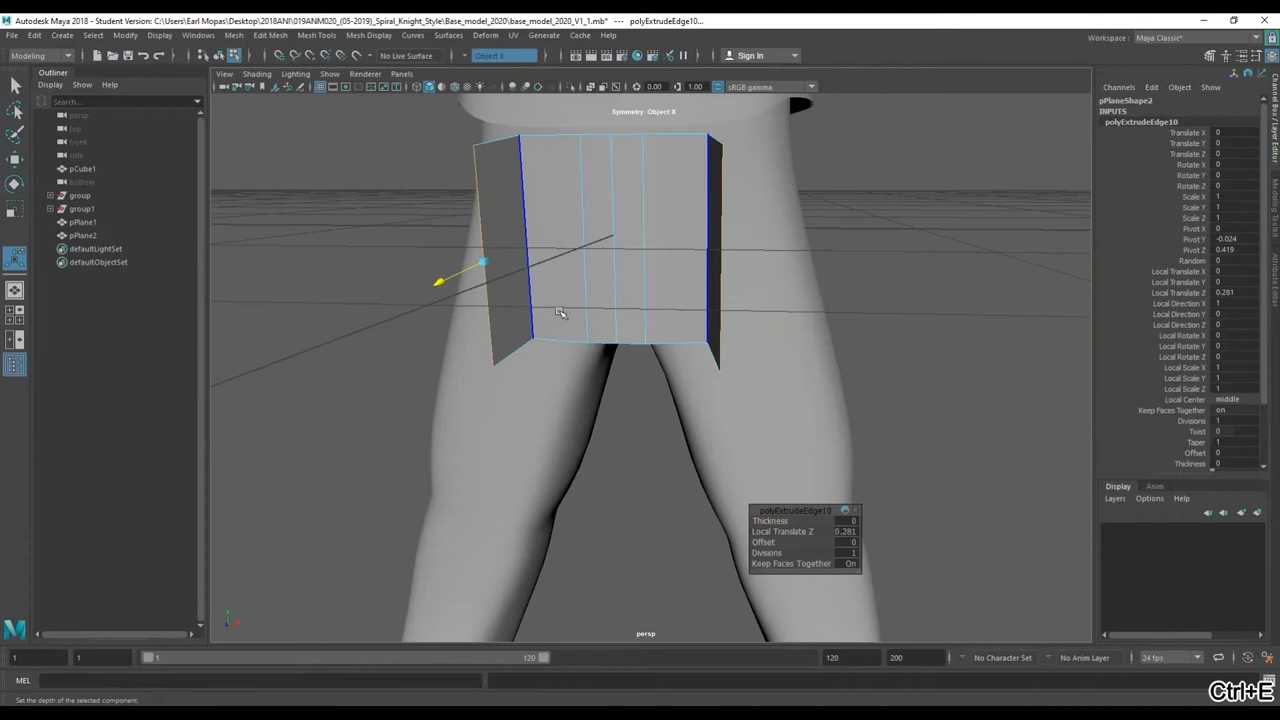 Autodesk Maya 2018 - Student Version: C:\Users\Earl Mopas\Desktop\2018ANI\019ANM020_(05-2019)_Spiral_Knight_Style\Base_model_2020\base_model_2020_V1_1.mb* --- polyExtrudeEdge10...
File Edit Create Select Modify Display Windows Mesh Edit Mesh Mesh Tools Mesh Display Curves Surfaces Deform UV Generate Cache Help
Workspace : Maya Classic*
Modeling
No Live Surface
Object X
Sign In
Outliner
Display Show Help
Search...
persp
top
front
side
pCube1
bottom
group
group1
pPlane1
pPlane2
defaultLightSet
defaultObjectSet
View Shading Lighting Show Renderer Panels
0.00
1.00
sRGB gamma
Symmetry: Object X
polyExtrudeEdge10
Thickness 0
Local Translate Z 0.281
Offset 0
Divisions 1
Keep Faces Together On
persp
Channels Edit Object Show
pPlaneShape2
INPUTS
polyExtrudeEdge10
Translate X 0
Translate Y 0
Translate Z 0
Rotate X 0
Rotate Y 0
Rotate Z 0
Scale X 1
Scale Y 1
Scale Z 1
Pivot X 0
Pivot Y -0.024
Pivot Z 0.419
Random 0
Local Translate X 0
Local Translate Y 0
Local Translate Z 0.281
Local Direction X 1
Local Direction Y 0
Local Direction Z 0
Local Rotate X 0
Local Rotate Y 0
Local Rotate Z 0
Local Scale X 1
Local Scale Y 1
Local Scale Z 1
Local Center middle
Keep Faces Together on
Divisions 1
Twist 0
Taper 1
Offset 0
Thickness 0
Channel Box / Layer Editor
Modeling Toolkit
Attribute Editor
Display Anim
Layers Options Help
1 1 1 120 120 200 No Character Set No Anim Layer 24 fps
MEL
Set the depth of the selected component.
Ctrl+E